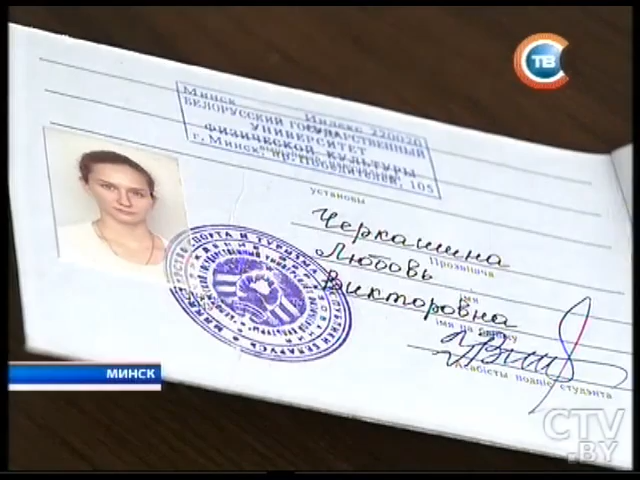 СТВ
Минск Индекс 220020
БЕЛОРУССКИЙ ГОСУДАРСТВЕННЫЙ
УНИВЕРСИТЕТ
ФИЗИЧЕСКОЙ КУЛЬТУРЫ
г. Минск, пр. Победителей, 105
установы
Черкашина
Прозвішча
Любовь
імя
Викторовна
імя па бацьку
Асабісты подпіс студэнта
МИНСК
CTV
.BY